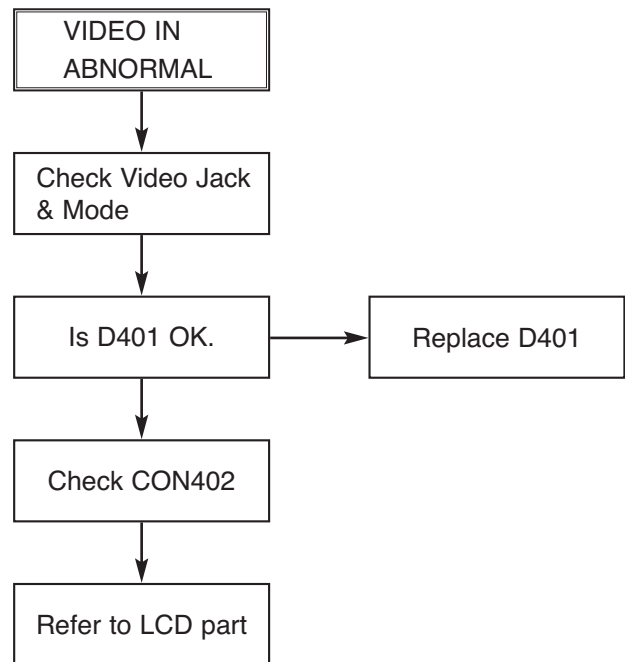 VIDEO IN
ABNORMAL
Check Video Jack
& Mode
Is D401 OK.
Replace D401
Check CON402
Refer to LCD part